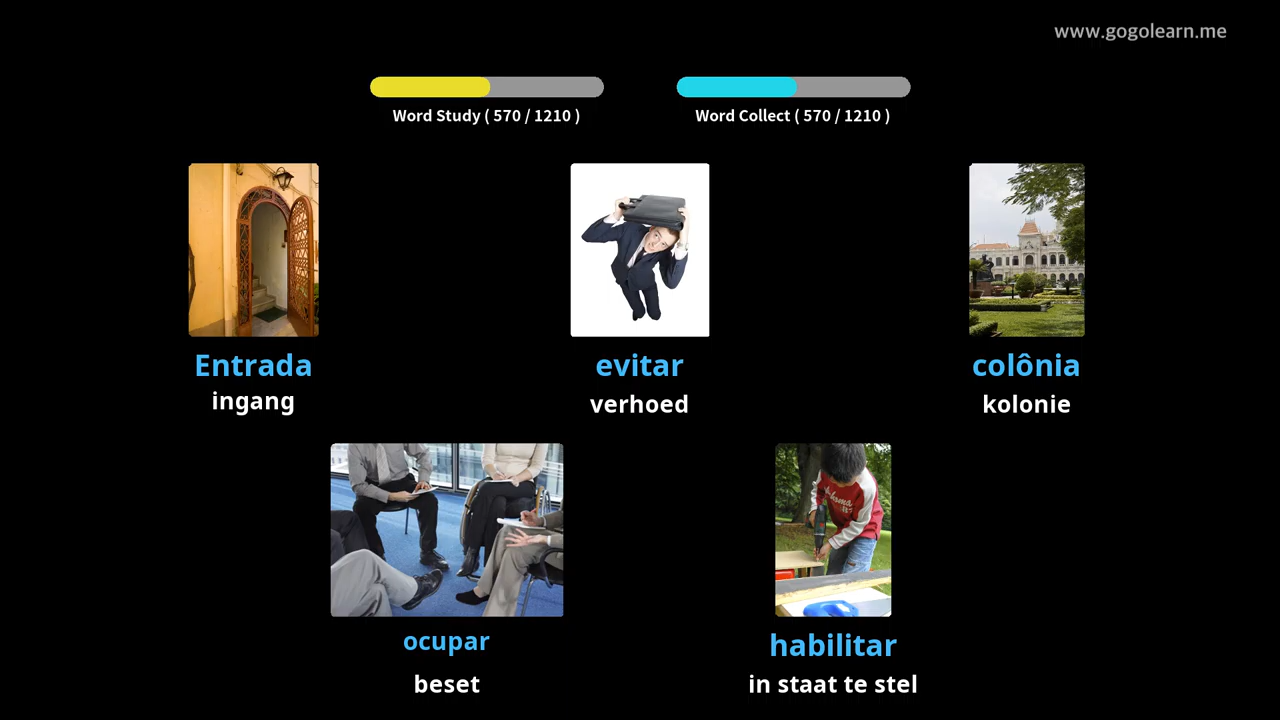 www.gogolearn.me
Word Study ( 570 / 1210 )
Word Collect ( 570 / 1210 )
Entrada
evitar
colônia
ingang
verhoed
kolonie
ocupar
habilitar
beset
in staat te stel